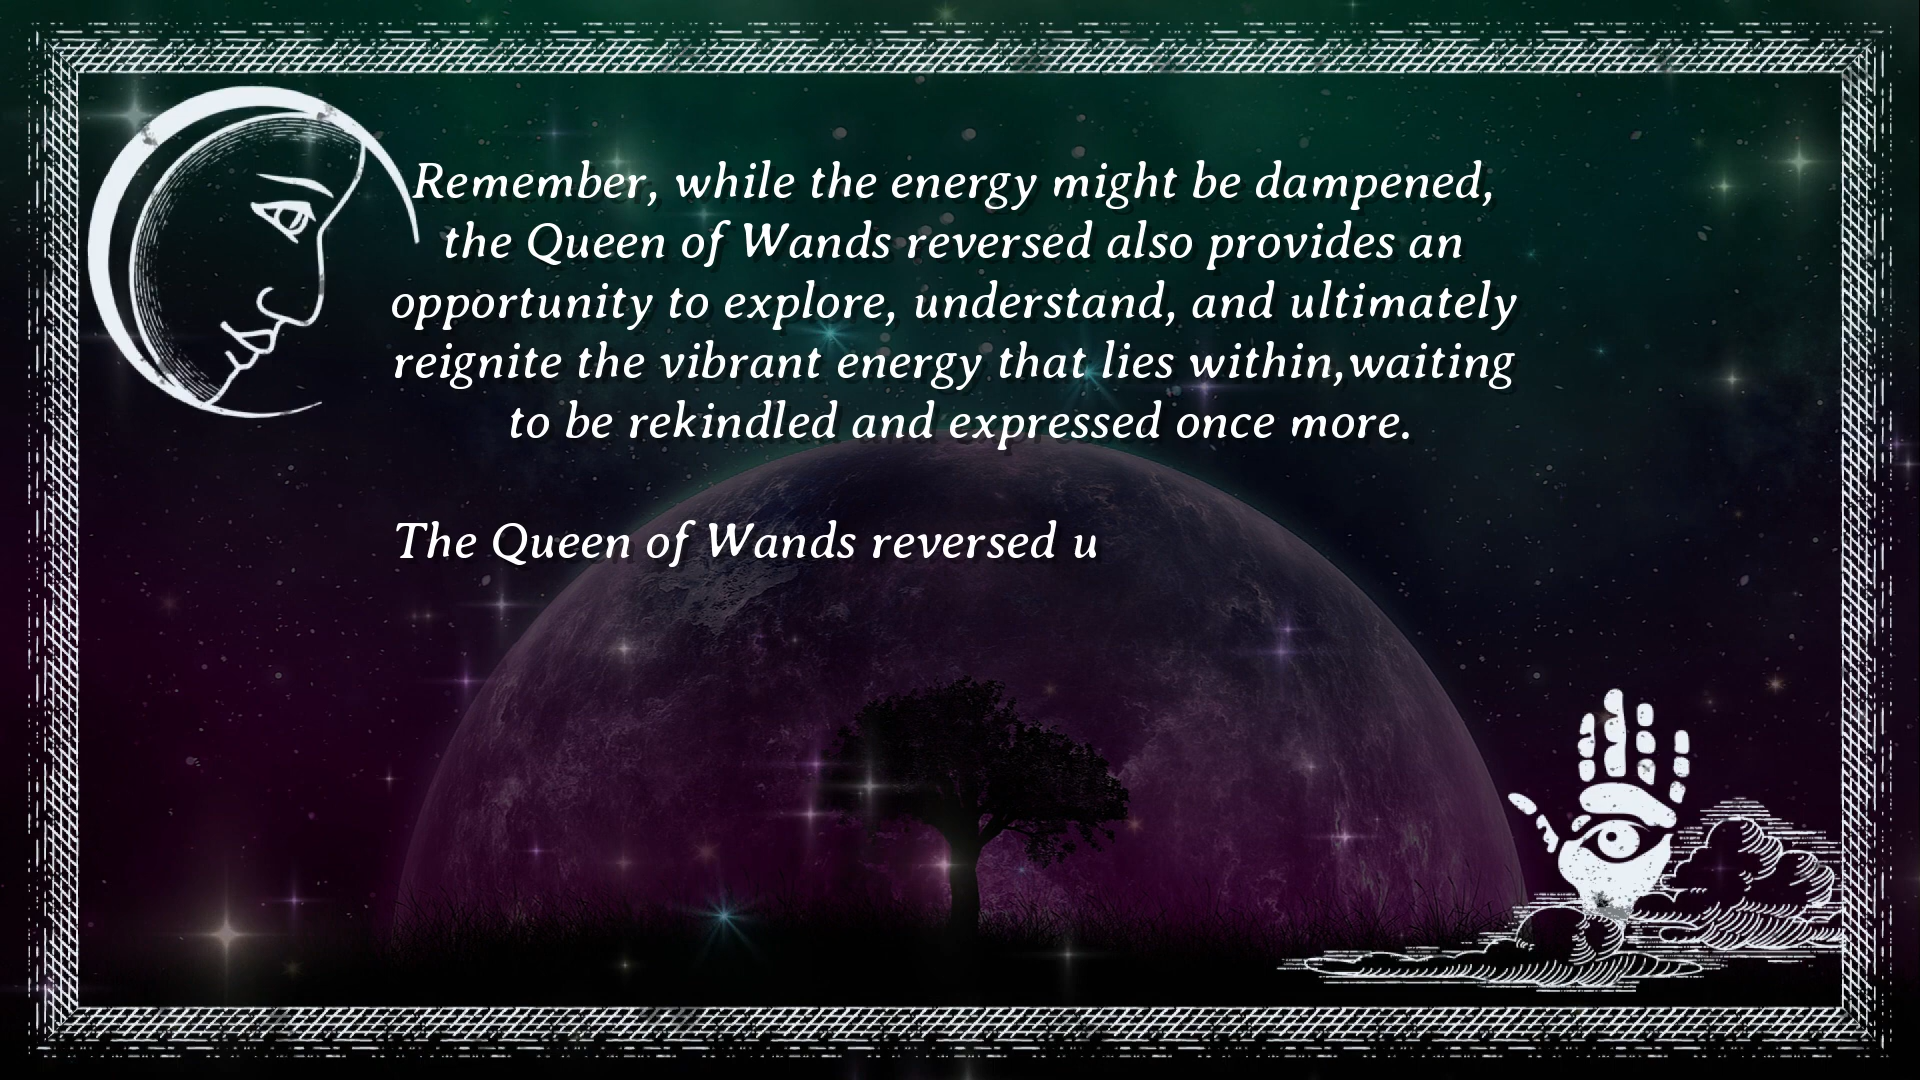 Remember, while the energy might be dampened,
the Queen of Wands reversed also provides an
opportunity to explore, understand, and ultimately
reignite the vibrant energy that lies within,waiting
to be rekindled and expressed once more.
The Queen of Wands reversed u